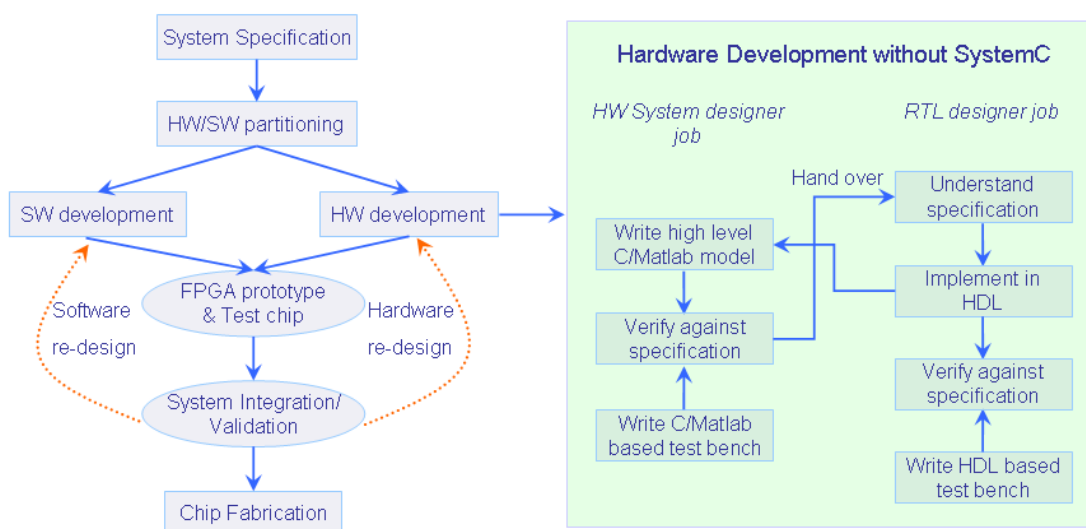 System Specification
HW/SW partitioning
SW development
HW development
FPGA prototype
& Test chip
Software
re-design
Hardware
re-design
System Integration/
Validation
Chip Fabrication
Hardware Development without SystemC
HW System designer
job
RTL designer job
Hand over
Understand
specification
Write high level
C/Matlab model
Implement in
HDL
Verify against
specification
Verify against
specification
Write C/Matlab
based test bench
Write HDL based
test bench